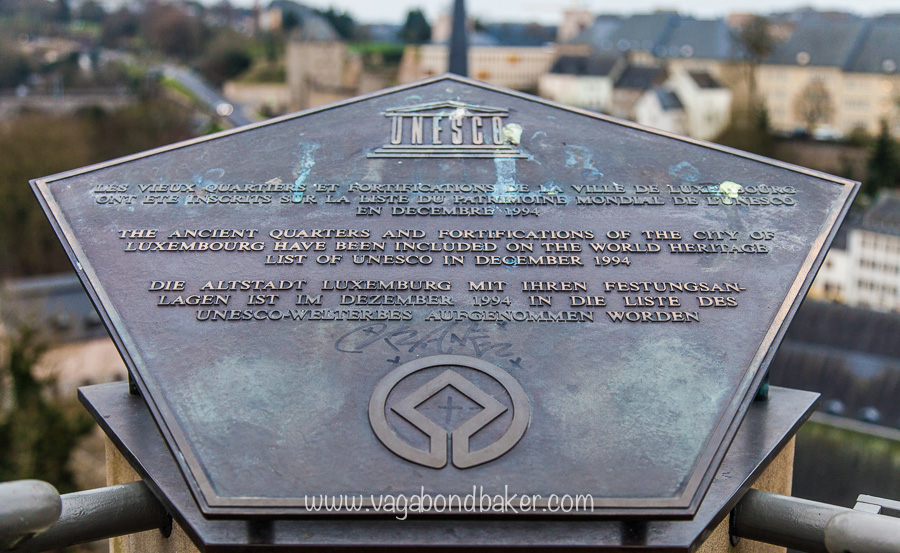 UNESCO
LES VIEUX QUARTIERS ET FORTIFICATIONS DE LA VILLE DE LUXEMBOURG
ONT ETE INSCRITS SUR LA LISTE DU PATRIMOINE MONDIAL DE L'UNESCO
EN DECEMBRE 1994
THE ANCIENT QUARTERS AND FORTIFICATIONS OF THE CITY OF
LUXEMBOURG HAVE BEEN INCLUDED ON THE WORLD HERITAGE
LIST OF UNESCO IN DECEMBER 1994
DIE ALTSTADT LUXEMBURG MIT IHREN FESTUNGSAN-
LAGEN IST IM DEZEMBER 1994 IN DIE LISTE DES
UNESCO-WELTERBES AUFGENOMMEN WORDEN
www.vagabondbaker.com